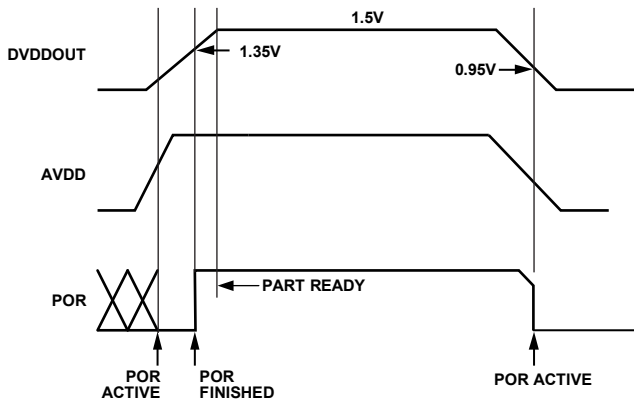 1.5V
DVDDOUT
1.35V
0.95V
AVDD
PART READY
POR
POR
ACTIVE
POR
FINISHED
POR ACTIVE